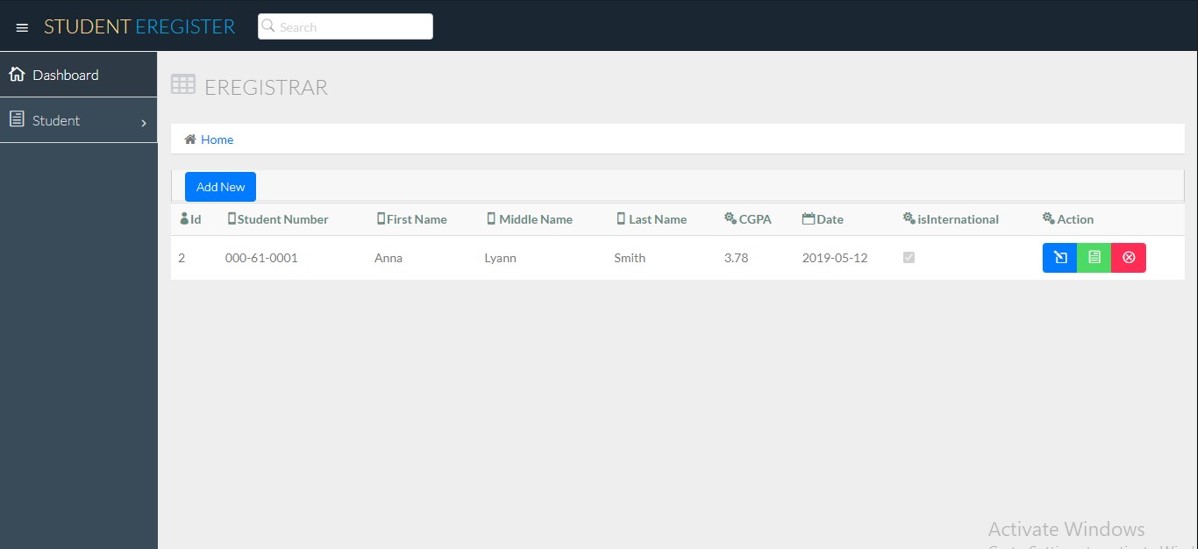 STUDENT EREGISTER
Search
Dashboard
Student
EREGISTRAR
Home
Add New
Id Student Number First Name Middle Name Last Name CGPA Date isInternational Action
2 000-61-0001 Anna Lyann Smith 3.78 2019-05-12
Activate Windows